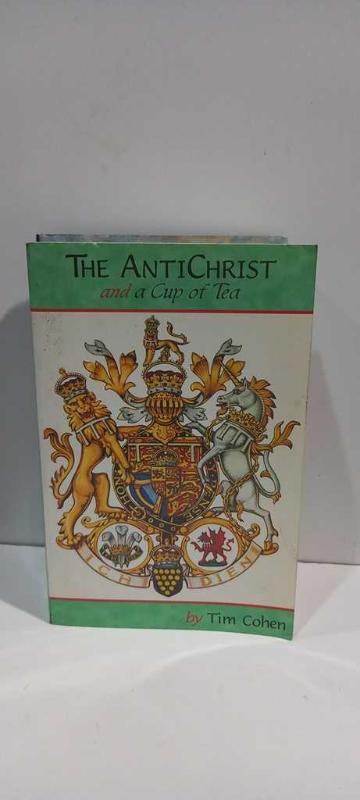 THE ANTICHRIST
and a Cup of Tea
ICH DIEN
by Tim Cohen